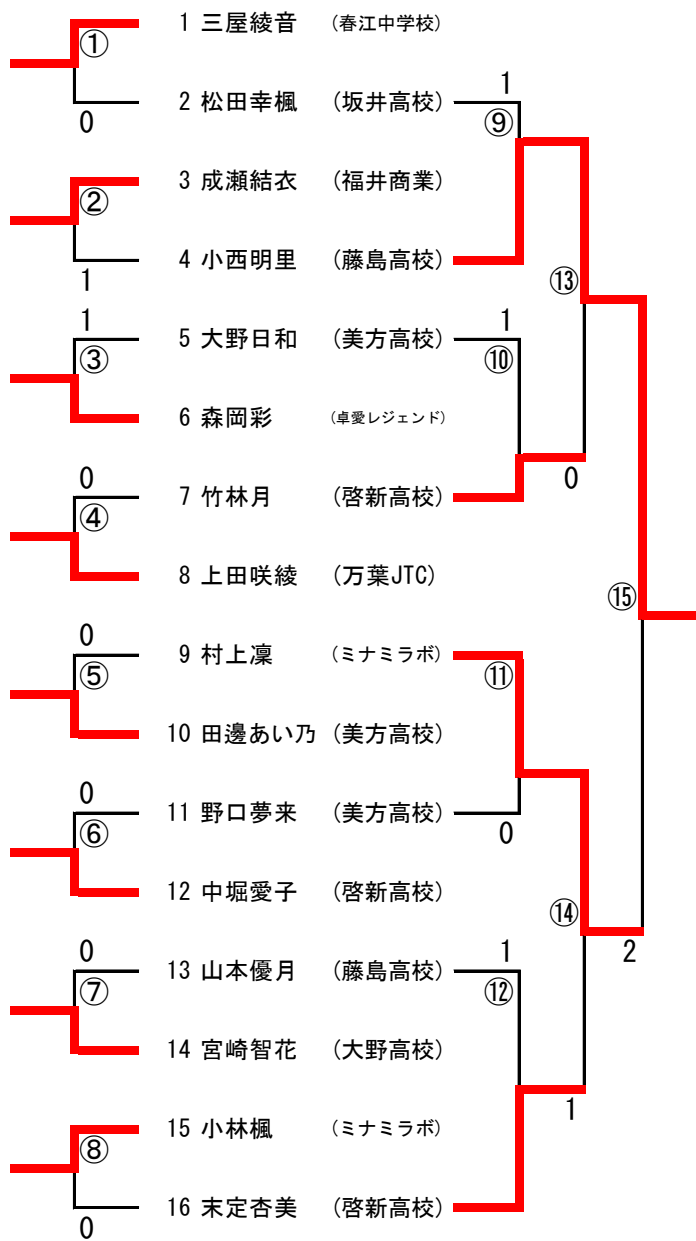 1 三屋綾音 (春江中学校)
①
1
2 松田幸楓 (坂井高校)
0
⑨
3 成瀬結衣 (福井商業)
②
4 小西明里 (藤島高校)
1
⑬
1
5 大野日和 (美方高校)
1
③
⑩
6 森岡彩 (卓愛レジェンド)
0
7 竹林月 (啓新高校)
0
④
8 上田咲綾 (万葉JTC)
⑮
0
9 村上凜 (ミナミラボ)
⑤
⑪
10 田邊あい乃 (美方高校)
0
11 野口夢来 (美方高校)
0
⑥
12 中堀愛子 (啓新高校)
⑭
0
13 山本優月 (藤島高校)
1
2
⑦
⑫
14 宮崎智花 (大野高校)
1
15 小林楓 (ミナミラボ)
⑧
16 末定杏美 (啓新高校)
0